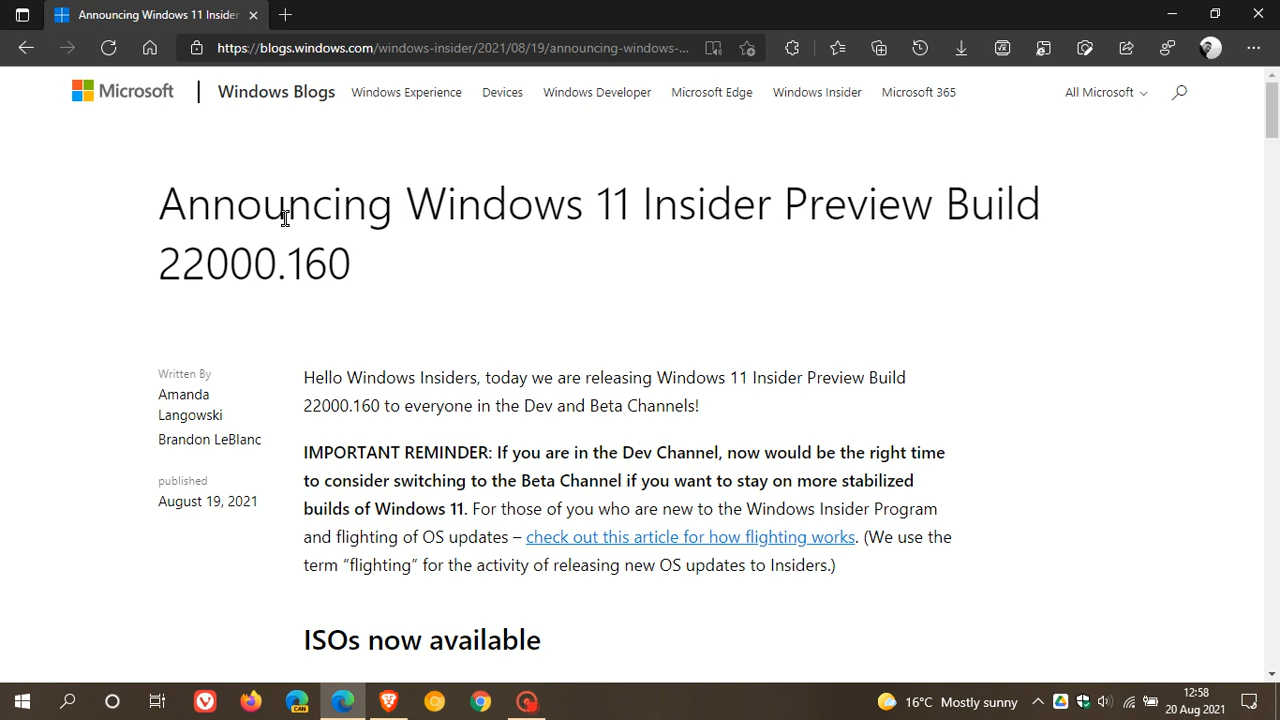 Announcing Windows 11 Insider
https://blogs.windows.com/windows-insider/2021/08/19/announcing-windows-...
Microsoft
Windows Blogs
Windows Experience
Devices
Windows Developer
Microsoft Edge
Windows Insider
Microsoft 365
All Microsoft
Announcing Windows 11 Insider Preview Build
22000.160
Written By
Amanda
Langowski
Brandon LeBlanc
published
August 19, 2021
Hello Windows Insiders, today we are releasing Windows 11 Insider Preview Build
22000.160 to everyone in the Dev and Beta Channels!
IMPORTANT REMINDER: If you are in the Dev Channel, now would be the right time
to consider switching to the Beta Channel if you want to stay on more stabilized
builds of Windows 11. For those of you who are new to the Windows Insider Program
and flighting of OS updates – check out this article for how flighting works. (We use the
term “flighting” for the activity of releasing new OS updates to Insiders.)
ISOs now available
CAN
16°C Mostly sunny
12:58
20 Aug 2021